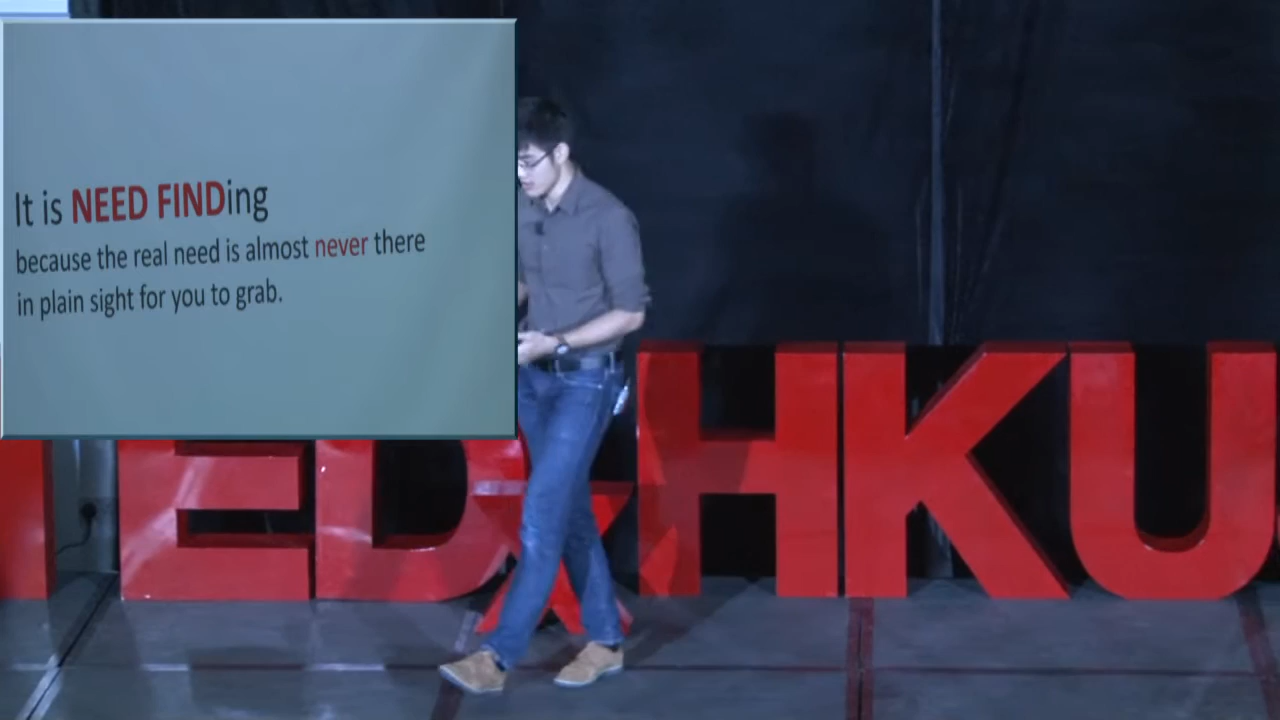 It is NEED FINDing
because the real need is almost never there
in plain sight for you to grab.
TEDxHKU